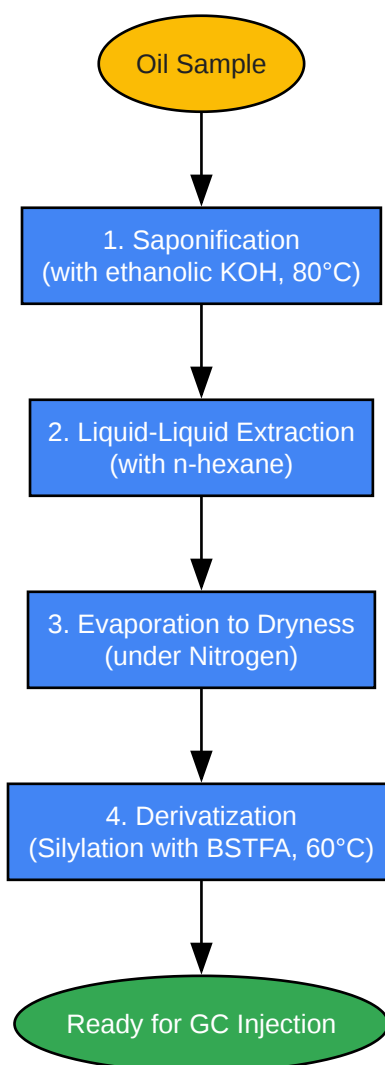 Oil Sample
1. Saponification
(with ethanolic KOH, 80°C)
2. Liquid-Liquid Extraction
(with n-hexane)
3. Evaporation to Dryness
(under Nitrogen)
4. Derivatization
(Silylation with BSTFA, 60°C)
Ready for GC Injection